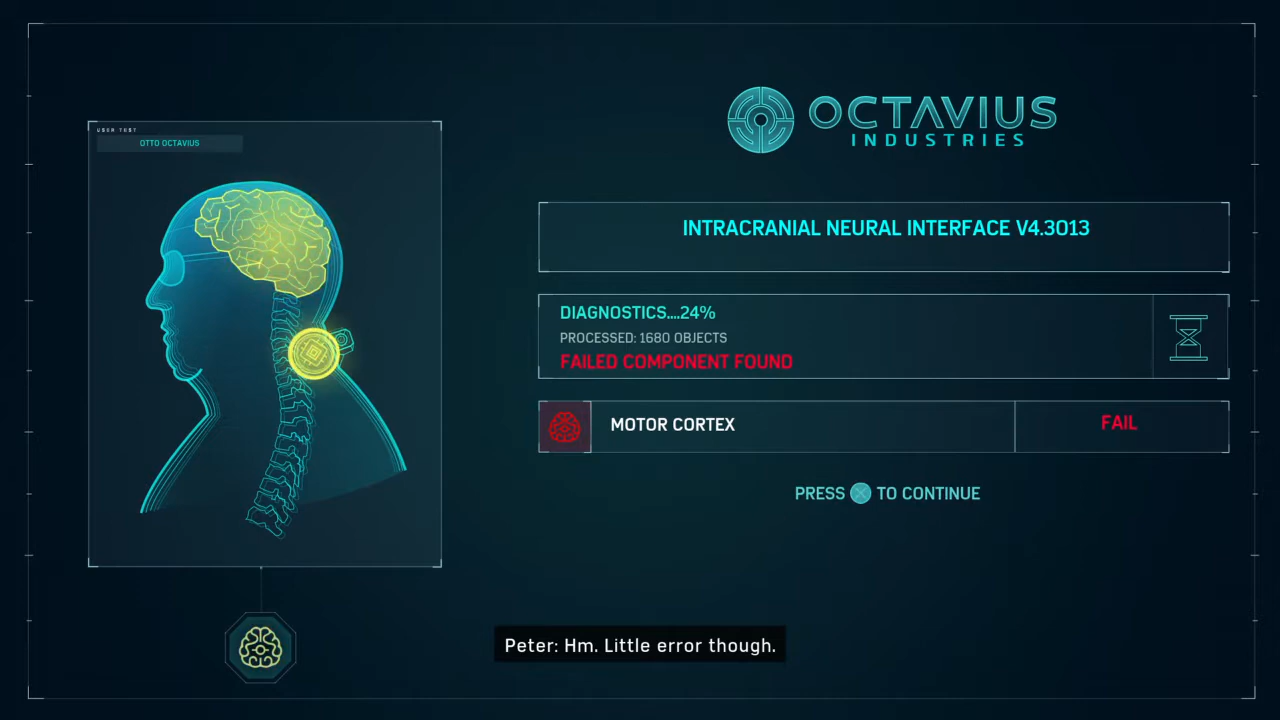 USER TEST
OTTO OCTAVIUS
OCTAVIUS
INDUSTRIES
INTRACRANIAL NEURAL INTERFACE V4.3013
DIAGNOSTICS....24%
PROCESSED: 1680 OBJECTS
FAILED COMPONENT FOUND
MOTOR CORTEX
FAIL
PRESS TO CONTINUE
Peter: Hm. Little error though.